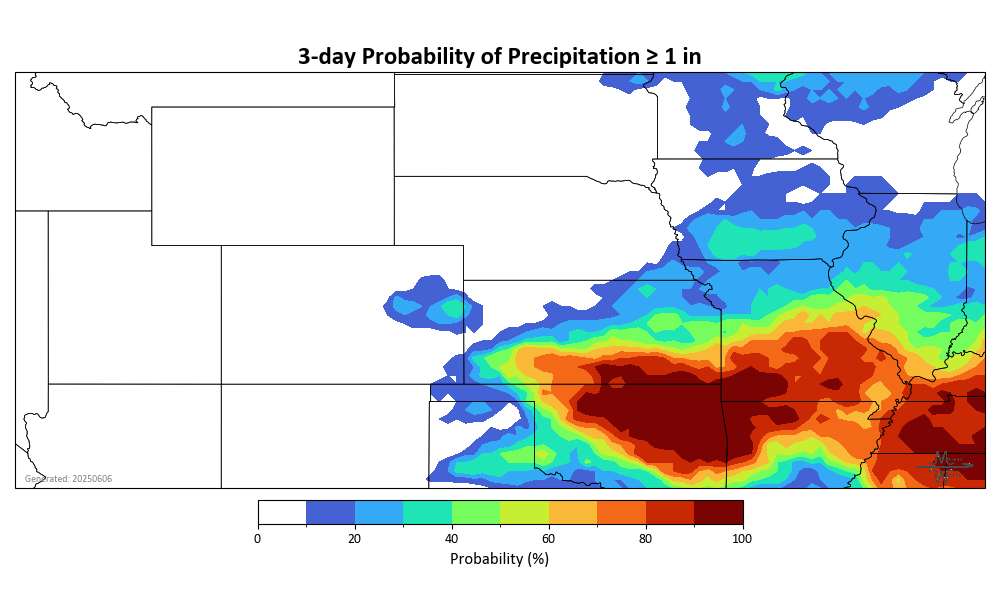 3-day Probability of Precipitation ≥ 1 in
Generated: 20250606
0 20 40 60 80 100
Probability (%)